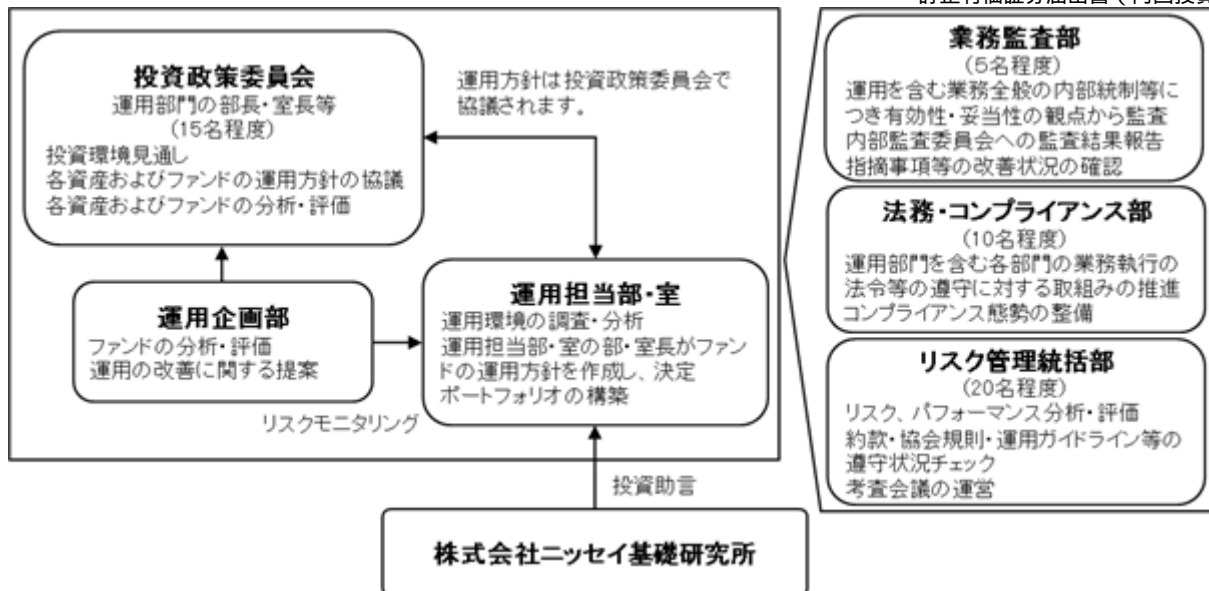 投資政策委員会
運用部門の部長・室長等
(15名程度)
投資環境見通し
各資産およびファンドの運用方針の協議
各資産およびファンドの分析・評価
運用方針は投資政策委員会で
協議されます。
運用企画部
ファンドの分析・評価
運用の改善に関する提案
リスクモニタリング
運用担当部・室
運用環境の調査・分析
運用担当部・室の部・室長がファン
ドの運用方針を作成し、決定
ポートフォリオの構築
投資助言
株式会社ニッセイ基礎研究所
業務監査部
(5名程度)
運用を含む業務全般の内部統制等に
つき有効性・妥当性の観点から監査
内部監査委員会への監査結果報告
指摘事項等の改善状況の確認
法務・コンプライアンス部
(10名程度)
運用部門を含む各部門の業務執行の
法令等の遵守に対する取組みの推進
コンプライアンス態勢の整備
リスク管理統括部
(20名程度)
リスク、パフォーマンス分析・評価
約款・協会規則・運用ガイドライン等の
遵守状況チェック
考査会議の運営